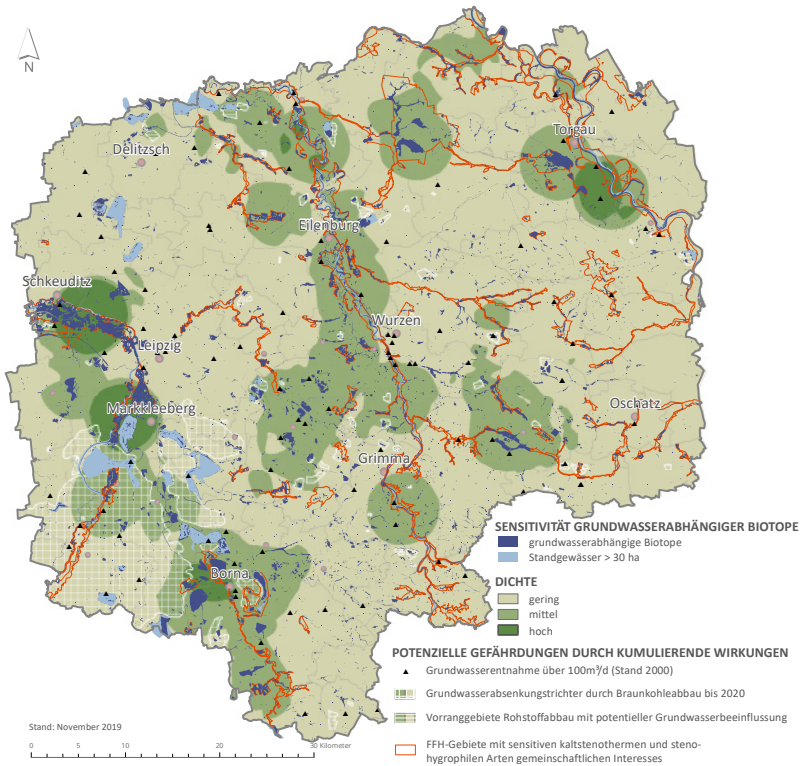 N
Torgau
Delitzsch
Eilenburg
Schkeuditz
Wurzen
Leipzig
Markkleeberg
Oschatz
Grimma
Borna
SENSITIVITÄT GRUNDWASSERABHÄNGIGER BIOTOPE
grundwasserabhängige Biotope
Standgewässer > 30 ha
DICHTE
gering
mittel
hoch
POTENZIELLE GEFÄHRDUNGEN DURCH KUMULIERENDE WIRKUNGEN
Grundwasserentnahme über 100m³/d (Stand 2000)
Grundwasserabsenkungstrichter durch Braunkohleabbau bis 2020
Vorranggebiete Rohstoffabbau mit potentieller Grundwasserbeeinflussung
FFH-Gebiete mit sensitiven kaltstenothermen und steno-
hygrophilen Arten gemeinschaftlichen Interesses
Stand: November 2019
0 5 10 20 30 Kilometer